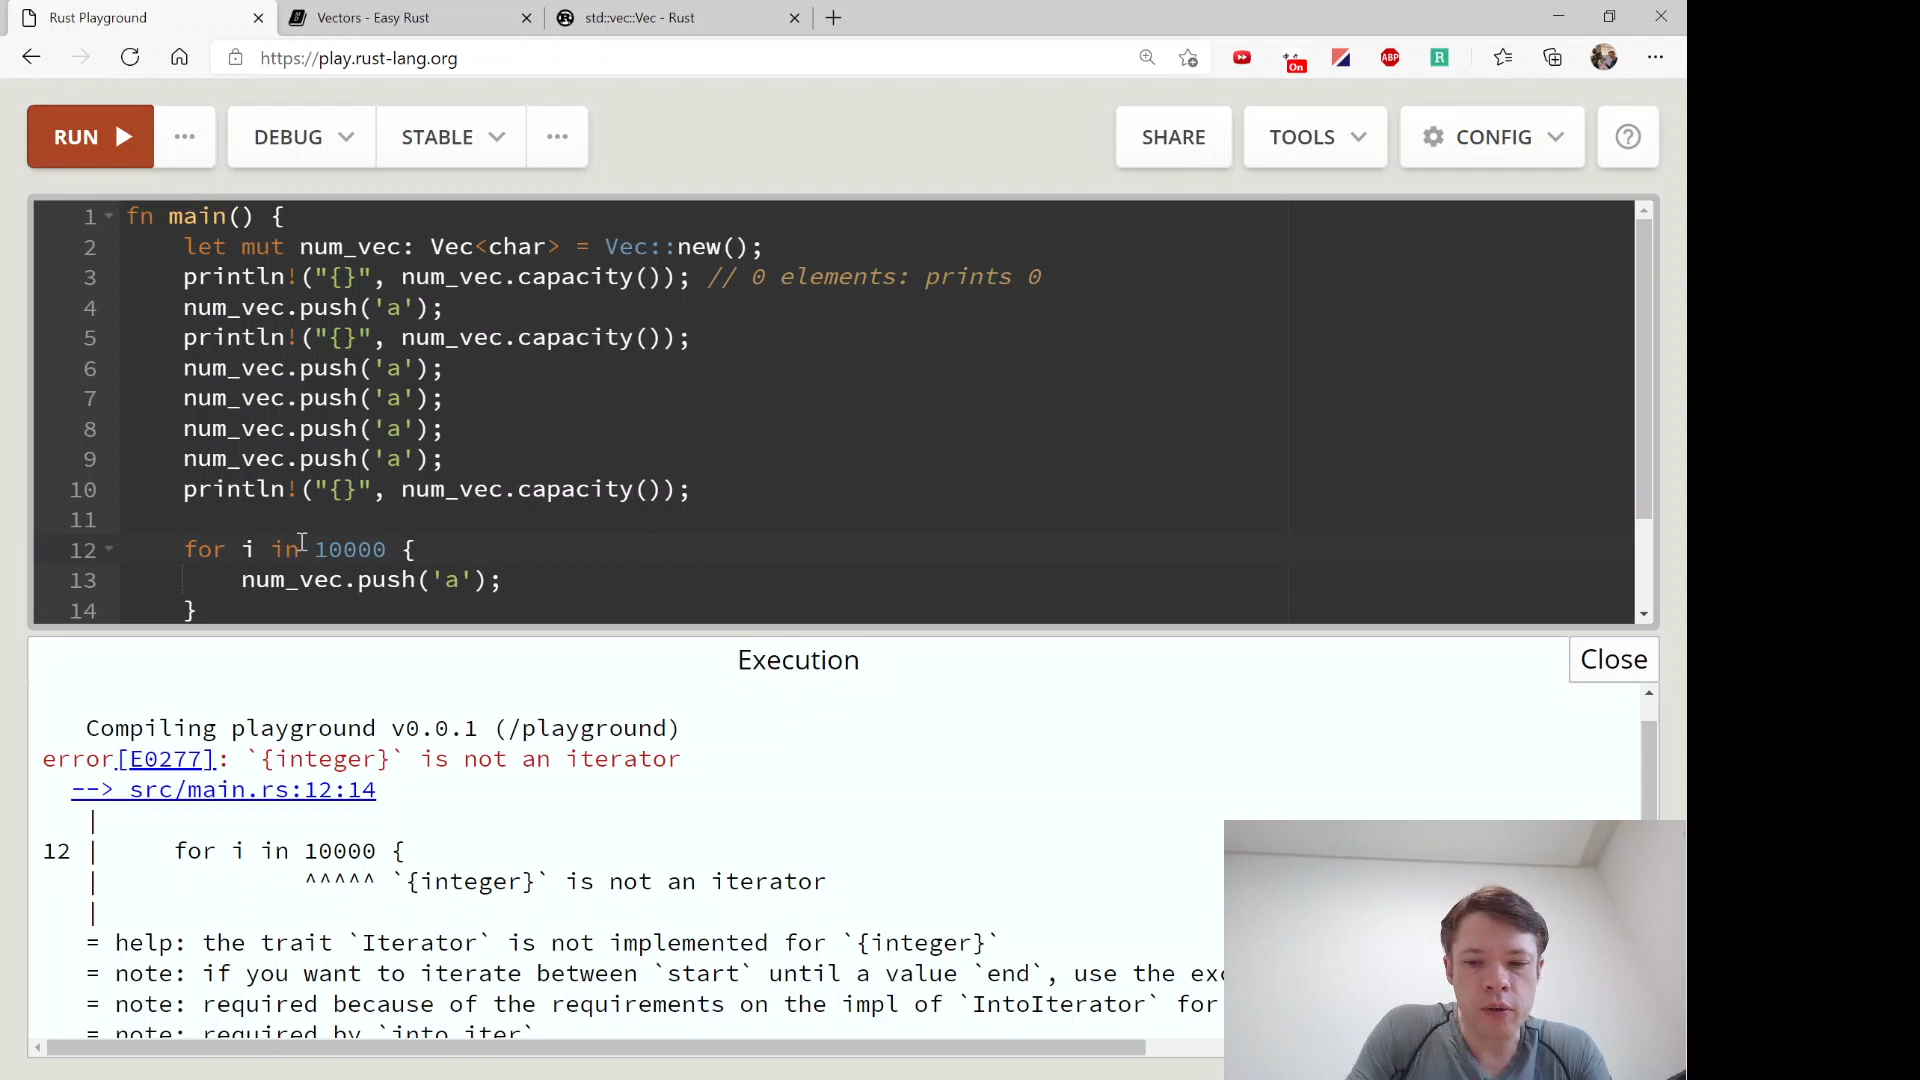 Rust Playground
Vectors - Easy Rust
std::vec::Vec - Rust
https://play.rust-lang.org
On
ABP
R
RUN
DEBUG
STABLE
SHARE
TOOLS
CONFIG
1 fn main() {
2 let mut num_vec: Vec<char> = Vec::new();
3 println!("{}", num_vec.capacity()); // 0 elements: prints 0
4 num_vec.push('a');
5 println!("{}", num_vec.capacity());
6 num_vec.push('a');
7 num_vec.push('a');
8 num_vec.push('a');
9 num_vec.push('a');
10 println!("{}", num_vec.capacity());
11
12 for i in 10000 {
13 num_vec.push('a');
14 }
Execution
Close
Compiling playground v0.0.1 (/playground)
error[E0277]: `{integer}` is not an iterator
--> src/main.rs:12:14
|
12 | for i in 10000 {
| ^^^^^ `{integer}` is not an iterator
|
= help: the trait `Iterator` is not implemented for `{integer}`
= note: if you want to iterate between `start` until a value `end`, use the exc
= note: required because of the requirements on the impl of `IntoIterator` for
= note: required by `into_iter`